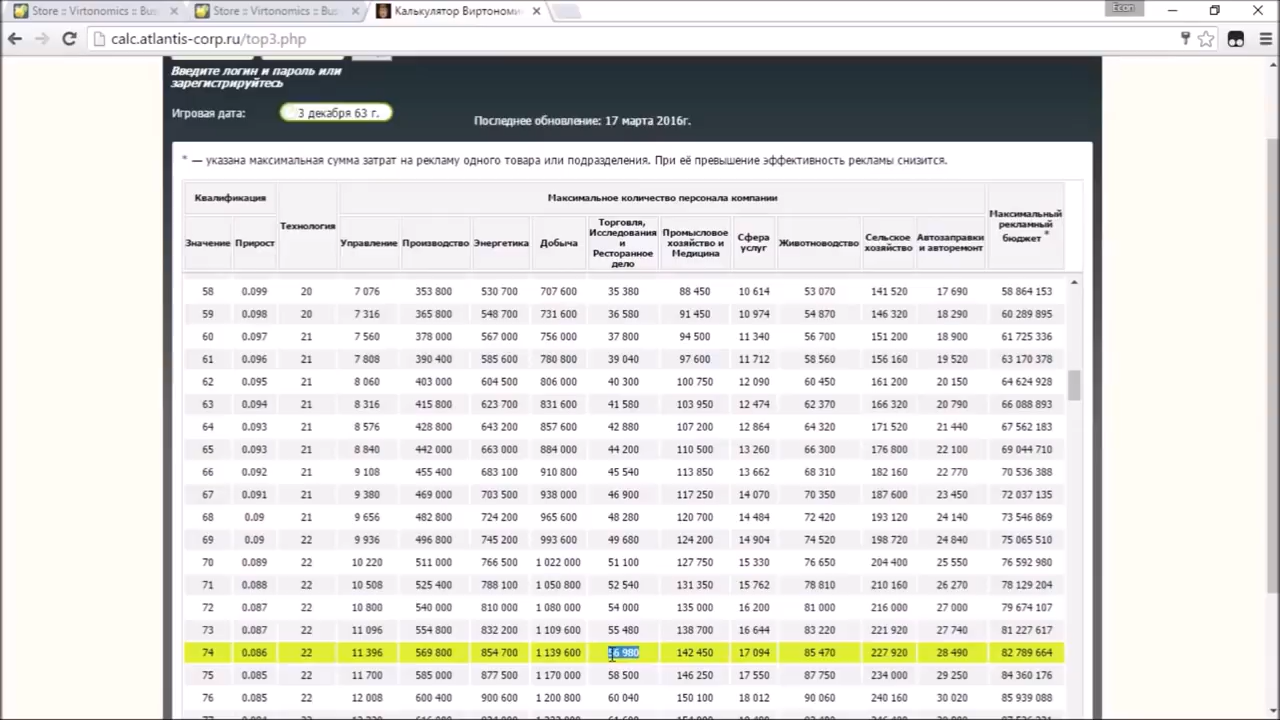 Store :: Virtonomics :: Bus
Store :: Virtonomics :: Bus
Калькулятор Виртономи
Econ
calc.atlantis-corp.ru/top3.php
Введите логин и пароль или
зарегистрируйтесь
Игровая дата: 3 декабря 63 г.
Последнее обновление: 17 марта 2016г.
* — указана максимальная сумма затрат на рекламу одного товара или подразделения. При её превышение эффективность рекламы снизится.
Квалификация
Технология
Максимальное количество персонала компании
Максимальный
рекламный
бюджет *
Значение Прирост Управление Производство Энергетика Добыча
Торговля,
Исследования
и
Ресторанное
дело
Промысловое
хозяйство и
Медицина
Сфера
услуг
Животноводство
Сельское
хозяйство
Автозаправки
и авторемонт
58 0.099 20 7 076 353 800 530 700 707 600 35 380 88 450 10 614 53 070 141 520 17 690 58 864 153
59 0.098 20 7 316 365 800 548 700 731 600 36 580 91 450 10 974 54 870 146 320 18 290 60 289 895
60 0.097 21 7 560 378 000 567 000 756 000 37 800 94 500 11 340 56 700 151 200 18 900 61 725 336
61 0.096 21 7 808 390 400 585 600 780 800 39 040 97 600 11 712 58 560 156 160 19 520 63 170 378
62 0.095 21 8 060 403 000 604 500 806 000 40 300 100 750 12 090 60 450 161 200 20 150 64 624 928
63 0.094 21 8 316 415 800 623 700 831 600 41 580 103 950 12 474 62 370 166 320 20 790 66 088 893
64 0.093 21 8 576 428 800 643 200 857 600 42 880 107 200 12 864 64 320 171 520 21 440 67 562 183
65 0.093 21 8 840 442 000 663 000 884 000 44 200 110 500 13 260 66 300 176 800 22 100 69 044 710
66 0.092 21 9 108 455 400 683 100 910 800 45 540 113 850 13 662 68 310 182 160 22 770 70 536 388
67 0.091 21 9 380 469 000 703 500 938 000 46 900 117 250 14 070 70 350 187 600 23 450 72 037 135
68 0.09 21 9 656 482 800 724 200 965 600 48 280 120 700 14 484 72 420 193 120 24 140 73 546 869
69 0.09 22 9 936 496 800 745 200 993 600 49 680 124 200 14 904 74 520 198 720 24 840 75 065 510
70 0.089 22 10 220 511 000 766 500 1 022 000 51 100 127 750 15 330 76 650 204 400 25 550 76 592 980
71 0.088 22 10 508 525 400 788 100 1 050 800 52 540 131 350 15 762 78 810 210 160 26 270 78 129 204
72 0.087 22 10 800 540 000 810 000 1 080 000 54 000 135 000 16 200 81 000 216 000 27 000 79 674 107
73 0.087 22 11 096 554 800 832 200 1 109 600 55 480 138 700 16 644 83 220 221 920 27 740 81 227 617
74 0.086 22 11 396 569 800 854 700 1 139 600 56 980 142 450 17 094 85 470 227 920 28 490 82 789 664
75 0.085 22 11 700 585 000 877 500 1 170 000 58 500 146 250 17 550 87 750 234 000 29 250 84 360 176
76 0.085 22 12 008 600 400 900 600 1 200 800 60 040 150 100 18 012 90 060 240 160 30 020 85 939 088